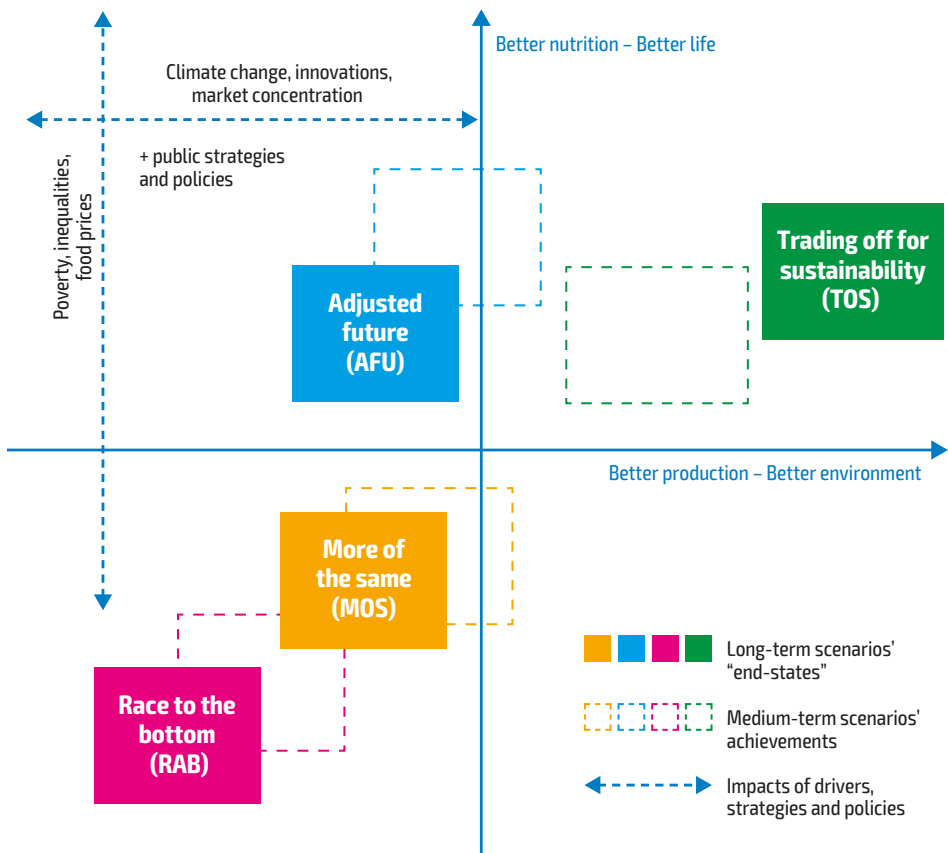 Better nutrition – Better life
Climate change, innovations,
market concentration
+ public strategies
and policies
Poverty, inequalities,
food prices
Trading off for
sustainability
(TOS)
Adjusted
future
(AFU)
Better production – Better environment
More of
the same
(MOS)
Race to the
bottom
(RAB)
Long-term scenarios’
“end-states”
Medium-term scenarios’
achievements
Impacts of drivers,
strategies and policies